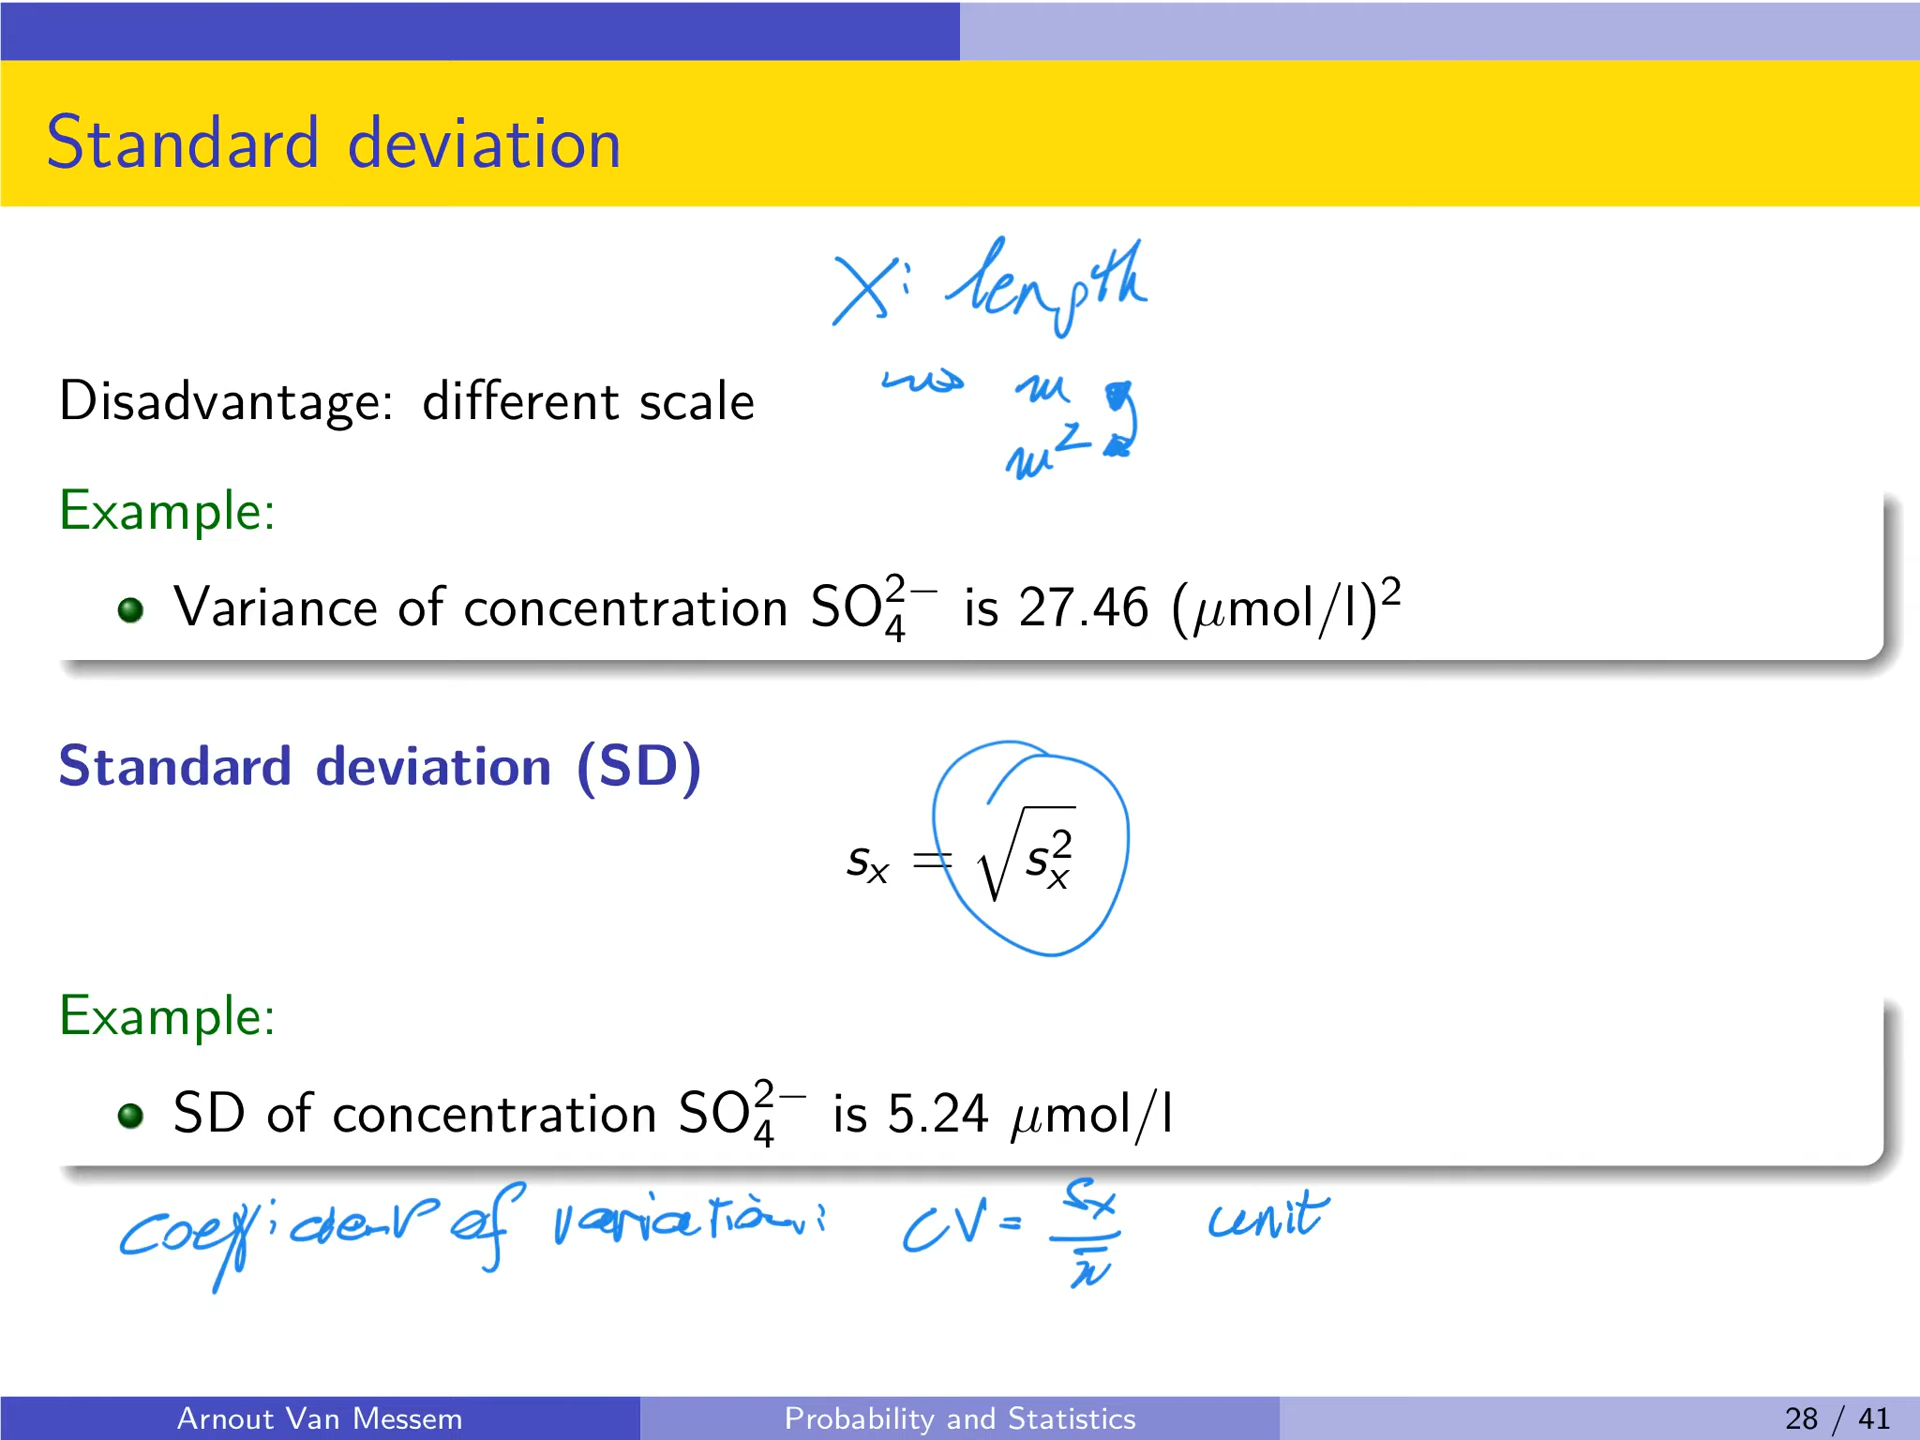 Standard deviation
X: length
Disadvantage: different scale
m
m²
Example:
Variance of concentration SO₄²⁻ is 27.46 (μmol/l)²
Standard deviation (SD)
sₓ = √sₓ²
Example:
SD of concentration SO₄²⁻ is 5.24 μmol/l
coefficient of variation: CV = sₓ/x̄ unit
Arnout Van Messem Probability and Statistics 28 / 41